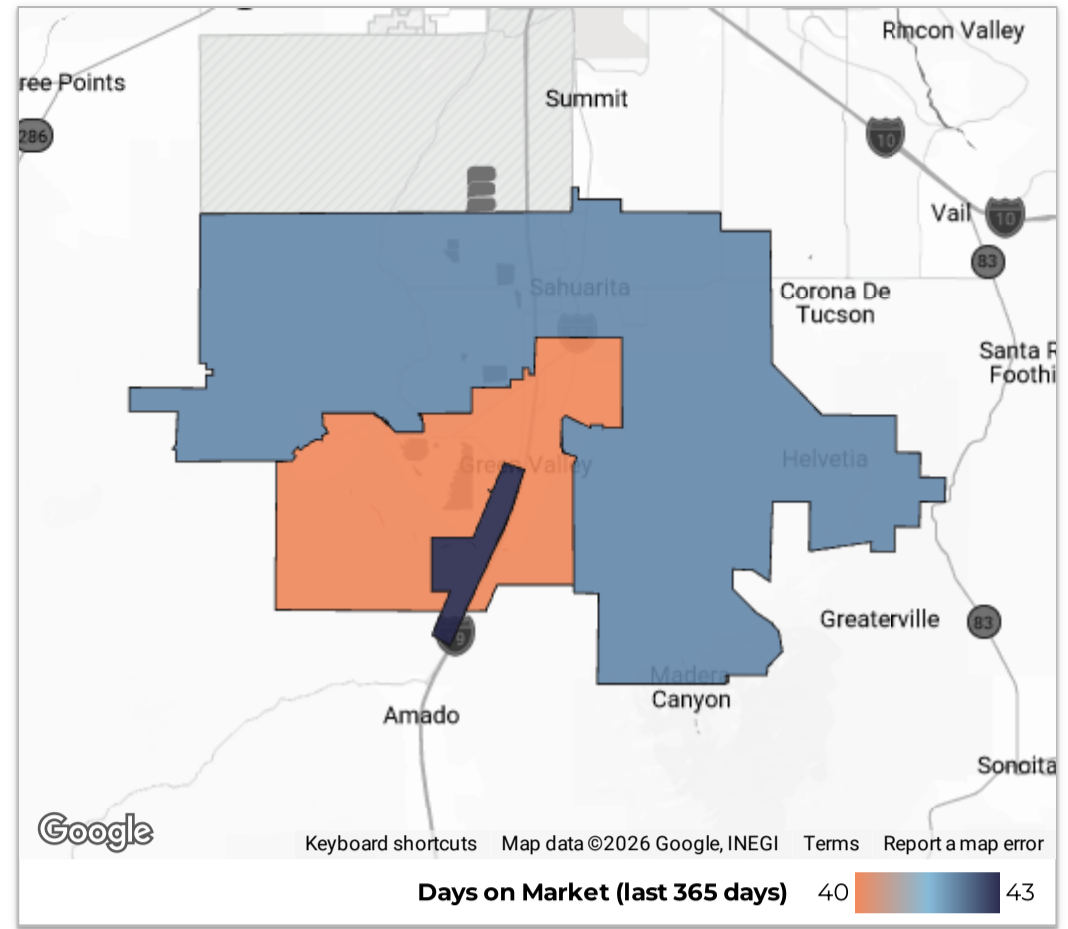 Rincon Valley
ree Points
Summit
286
10
Vail
10
83
Sahuarita
Corona De
Tucson
Santa R
Foothi
Green Valley
Helvetia
Greaterville
83
9
Madera
Canyon
Amado
Sonoita
Google
Keyboard shortcuts
Map data ©2026 Google, INEGI
Terms
Report a map error
Days on Market (last 365 days)
40
43